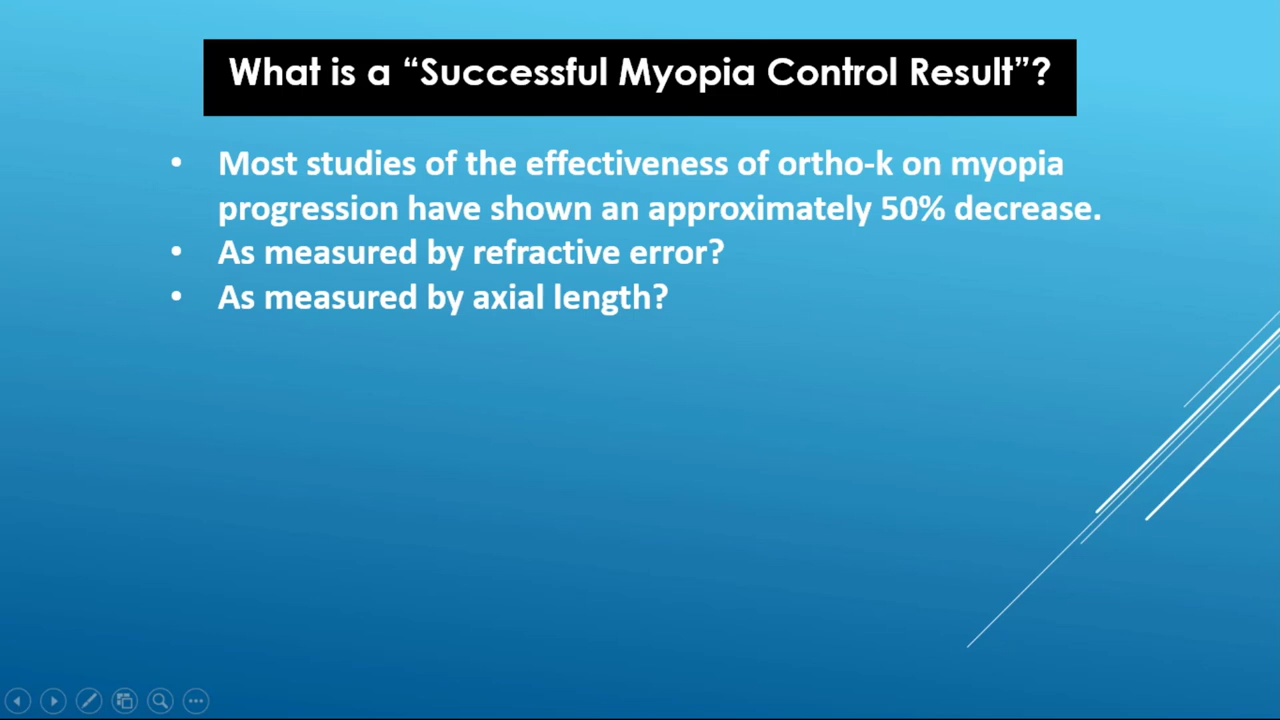 What is a “Successful Myopia Control Result”?
• Most studies of the effectiveness of ortho-k on myopia
progression have shown an approximately 50% decrease.
• As measured by refractive error?
• As measured by axial length?